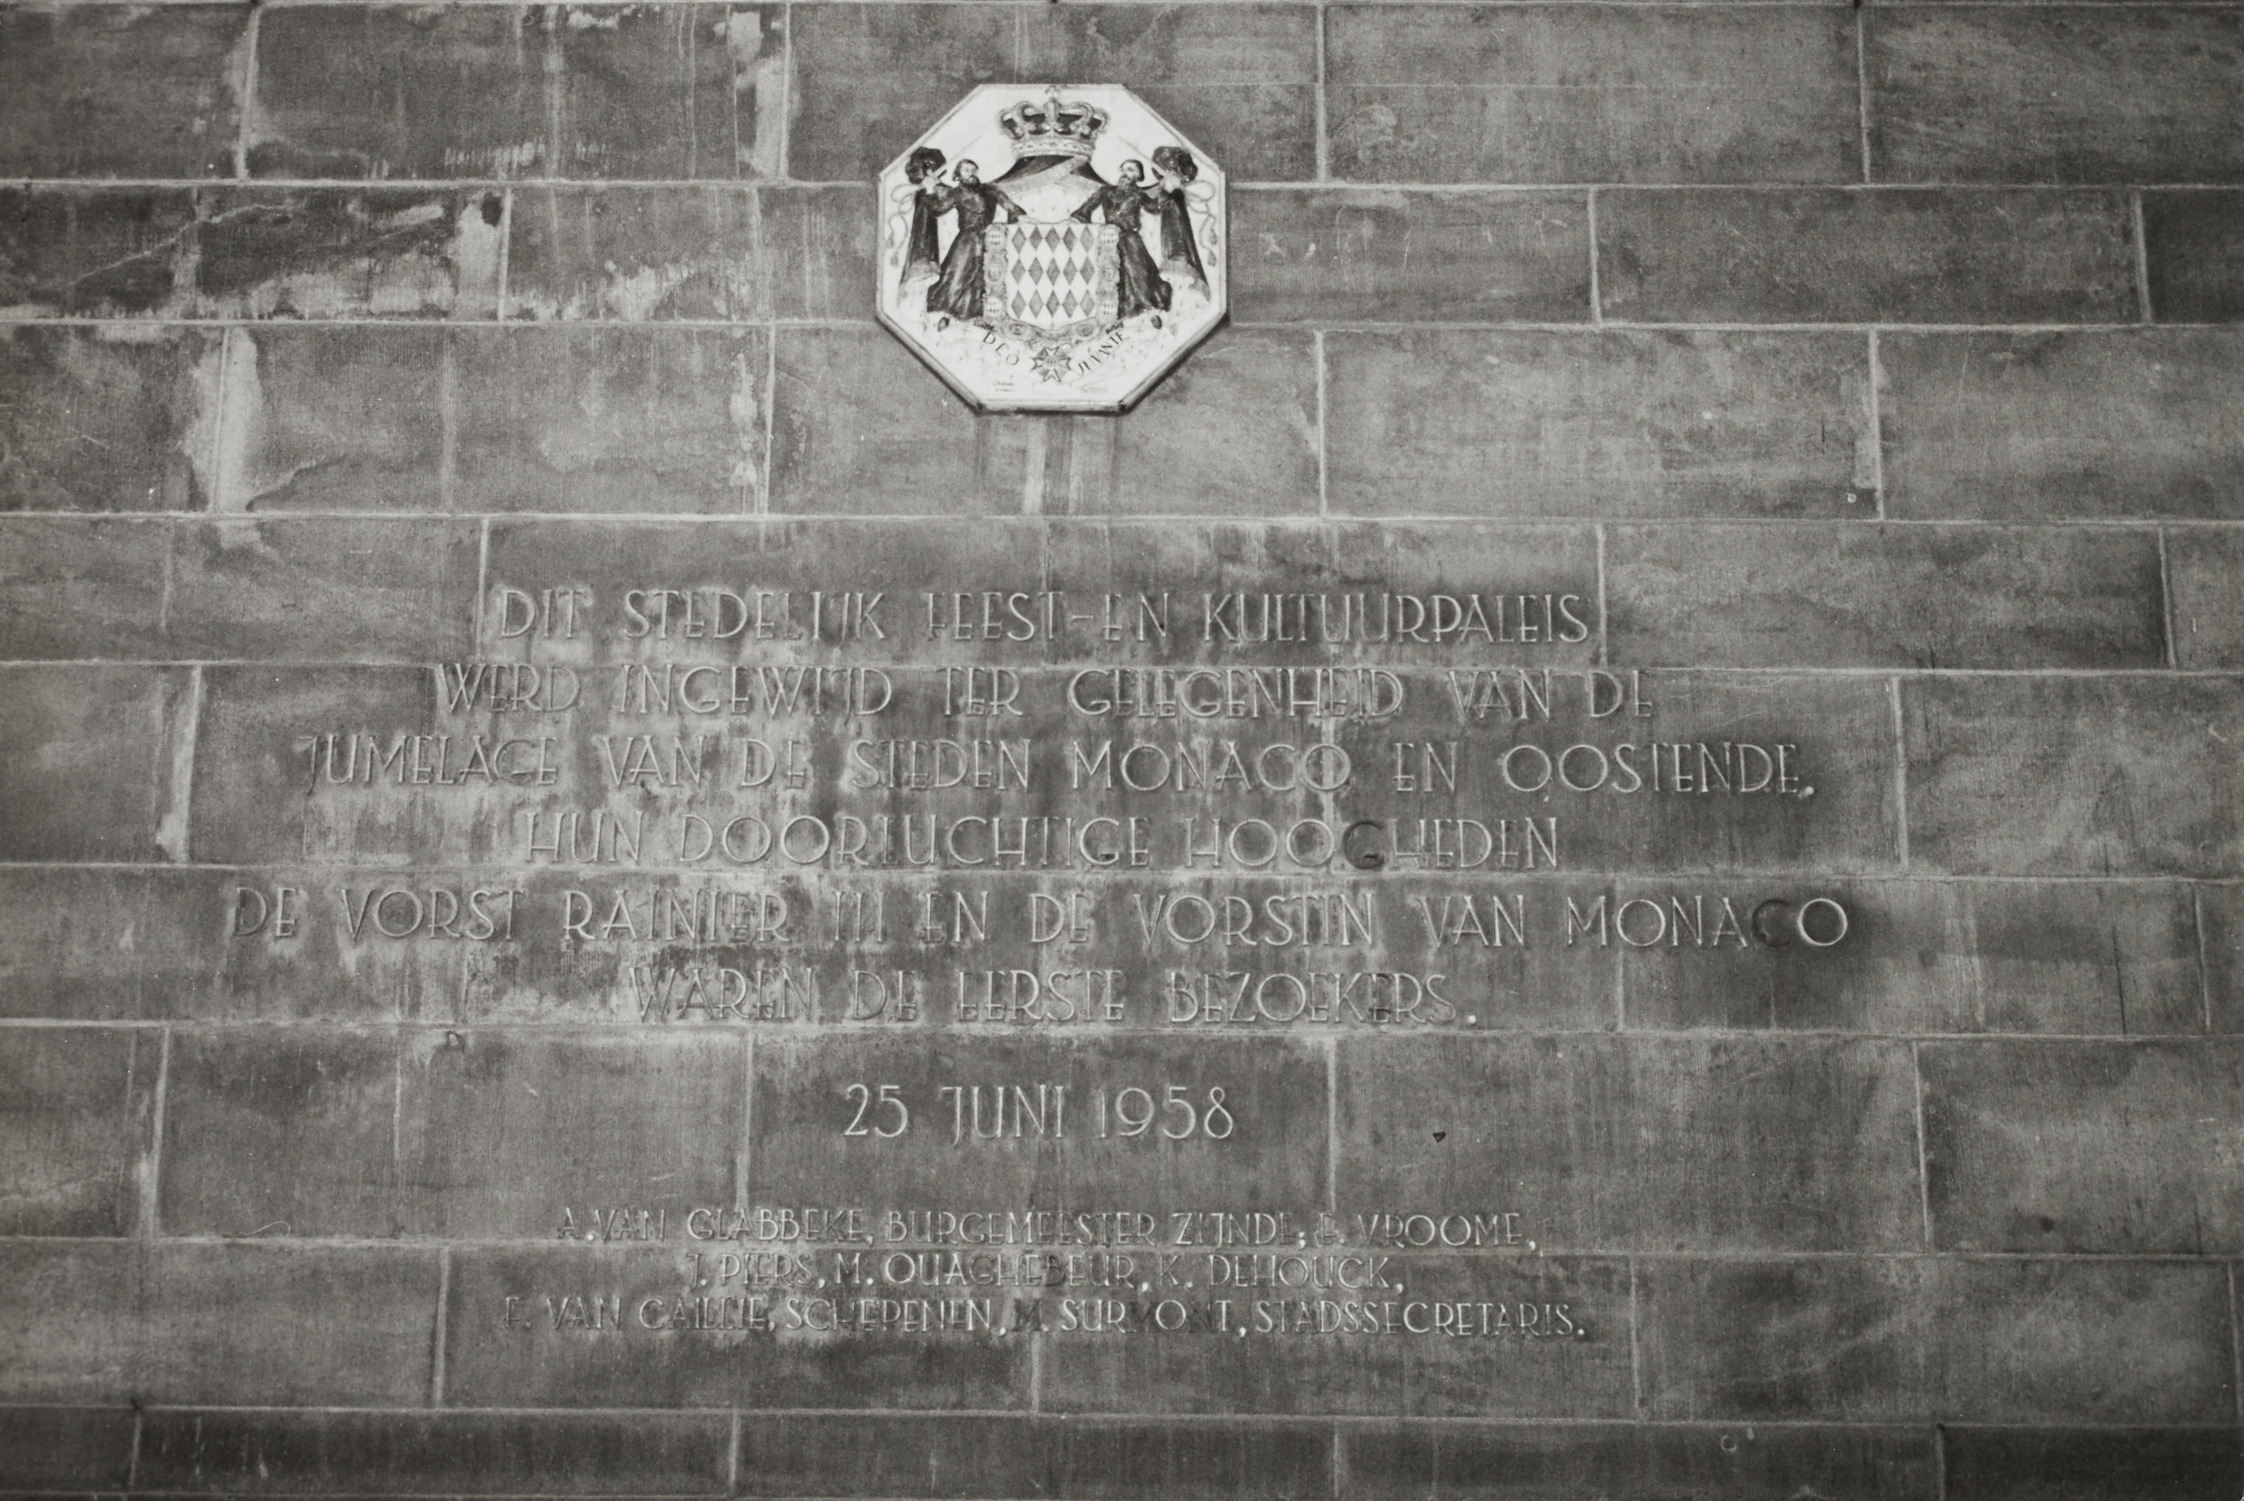 DEO JUVANTE
DIT STEDELIJK FEEST-EN KULTUURPALEIS
WERD INGEWIJD TER GELEGENHEID VAN DE
JUMELAGE VAN DE STEDEN MONACO EN OOSTENDE,
HUN DOORLUCHTIGE HOOGHEDEN
DE VORST RAINIER III EN DE VORSTIN VAN MONACO
WAREN DE EERSTE BEZOEKERS.
25 JUNI 1958
A. VAN GLABBEKE, BURGEMEESTER ZIJNDE; E. VROOME,
J. PIERS, M. QUAGHEBEUR, K. DEHOUCK,
F. VAN CAILLIE, SCHEPENEN, M. SURMONT, STADSSECRETARIS.